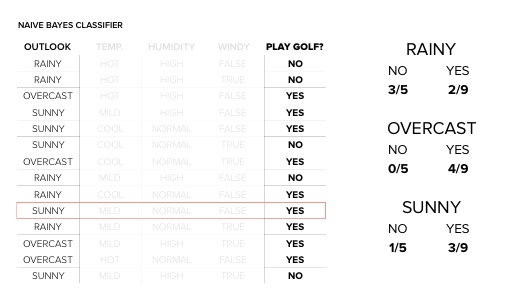 NAIVE BAYES CLASSIFIER
OUTLOOK TEMP. HUMIDITY WINDY PLAY GOLF?
RAINY HOT HIGH FALSE NO
RAINY HOT HIGH TRUE NO
OVERCAST HOT HIGH FALSE YES
SUNNY MILD HIGH FALSE YES
SUNNY COOL NORMAL FALSE YES
SUNNY COOL NORMAL TRUE NO
OVERCAST COOL NORMAL TRUE YES
RAINY MILD HIGH FALSE NO
RAINY COOL NORMAL FALSE YES
SUNNY MILD NORMAL FALSE YES
RAINY MILD NORMAL TRUE YES
OVERCAST MILD HIGH TRUE YES
OVERCAST HOT NORMAL FALSE YES
SUNNY MILD HIGH TRUE NO
RAINY
NO YES
3/5 2/9
OVERCAST
NO YES
0/5 4/9
SUNNY
NO YES
1/5 3/9